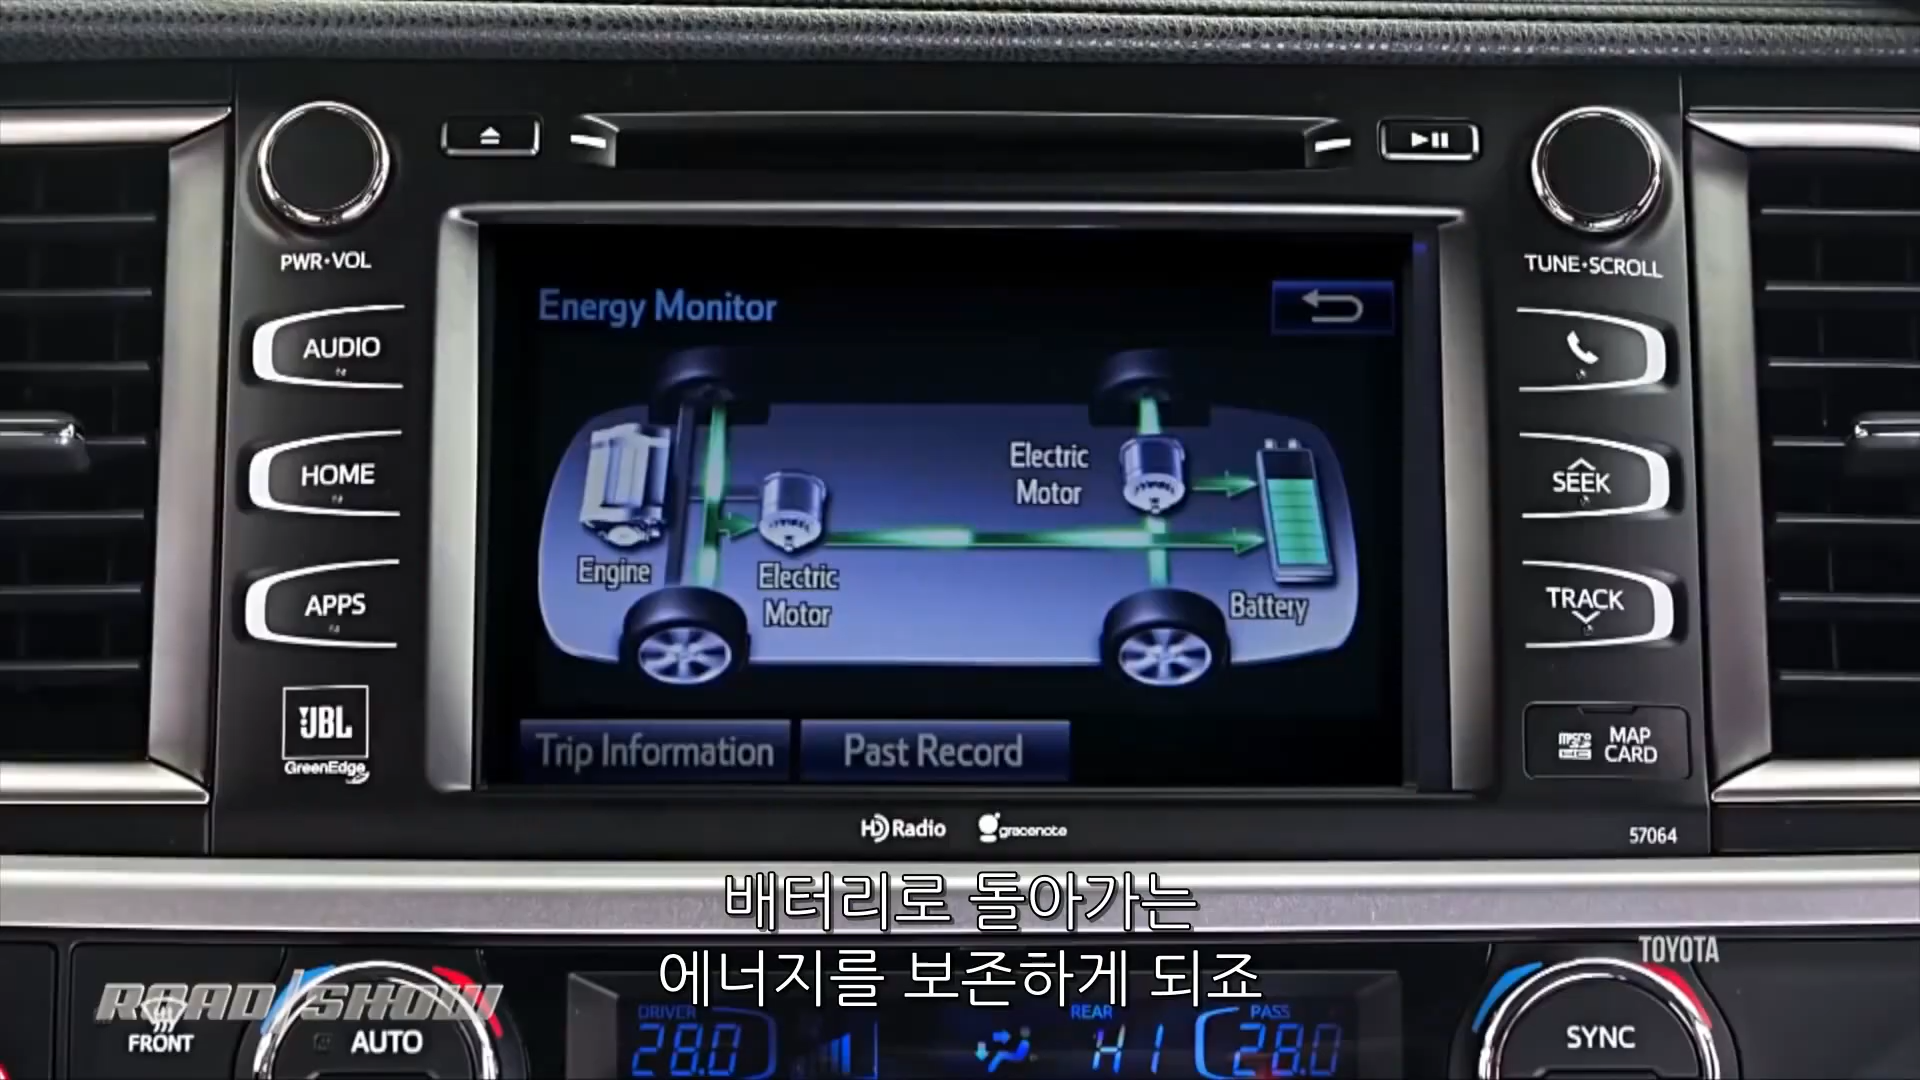 PWR•VOL
TUNE•SCROLL
Energy Monitor
AUDIO
HOME
SEEK
Electric
Motor
Engine
Electric
Motor
Battery
APPS
TRACK
JBL
GreenEdge
Trip Information
Past Record
micro
MAP
CARD
HD Radio
gracenote
57064
배터리로 돌아가는
에너지를 보존하게 되죠
TOYOTA
ROAD/SHOW
FRONT
AUTO
DRIVER
28.0
REAR
HI
PASS
28.0
SYNC